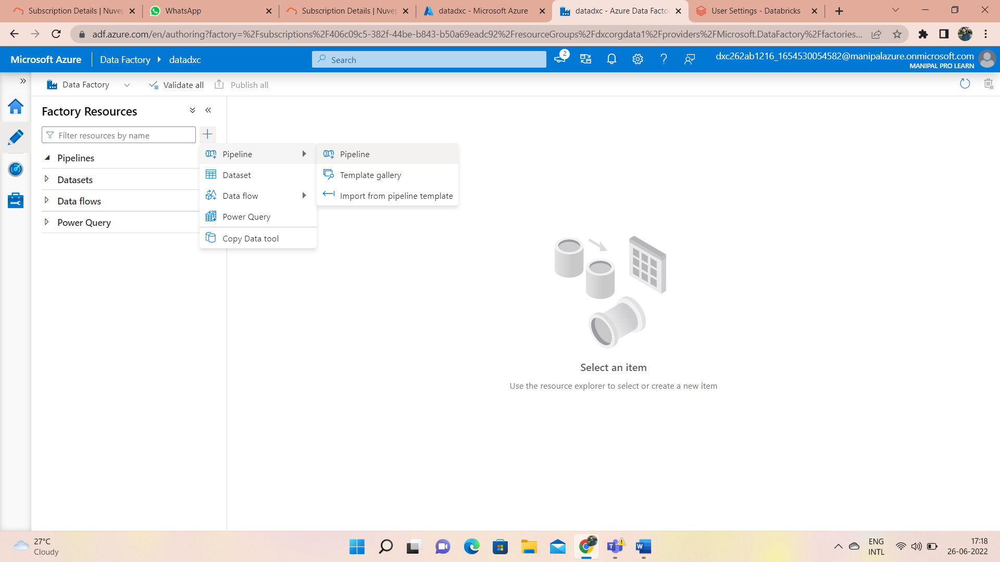 Subscription Details | Nuvep
WhatsApp
Subscription Details | Nuvep
datadxc - Microsoft Azure
datadxc - Azure Data Facto
User Settings - Databricks
adf.azure.com/en/authoring?factory=%2Fsubscriptions%2F406c09c5-382f-44be-b843-b50a69eadc92%2FresourceGroups%2Fdxcorgdata1%2Fproviders%2FMicrosoft.DataFactory%2Ffactories...
Microsoft Azure
Data Factory
datadxc
Search
2
dxc262ab1216_1654530054582@manipalazure.onmicrosoft.com
MANIPAL PRO LEARN
Data Factory
Validate all
Publish all
Factory Resources
Filter resources by name
Pipelines
Datasets
Data flows
Power Query
Pipeline
Dataset
Data flow
Power Query
Copy Data tool
Pipeline
Template gallery
Import from pipeline template
Select an item
Use the resource explorer to select or create a new item
27°C
Cloudy
ENG
INTL
17:18
26-06-2022